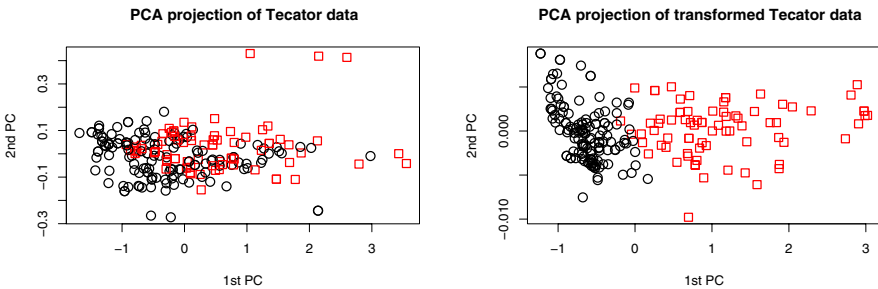 PCA projection of Tecator data
2nd PC
0.3
0.1
−0.1
−0.3
−1
0
1
2
3
1st PC
PCA projection of transformed Tecator data
2nd PC
0.000
−0.010
−1
0
1
2
3
1st PC